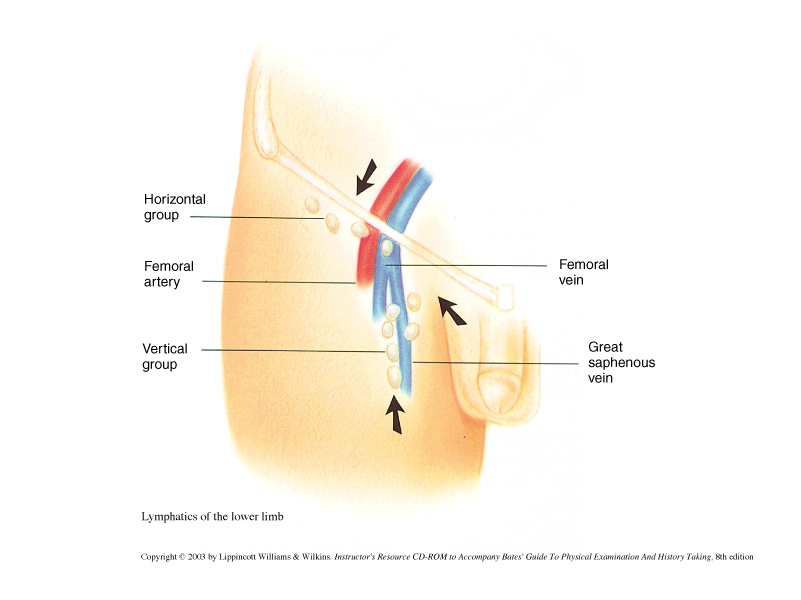 Horizontal
group
Femoral
artery
Femoral
vein
Vertical
group
Great
saphenous
vein
Lymphatics of the lower limb
Copyright © 2003 by Lippincott Williams & Wilkins. Instructor's Resource CD-ROM to Accompany Bates' Guide To Physical Examination And History Taking, 8th edition